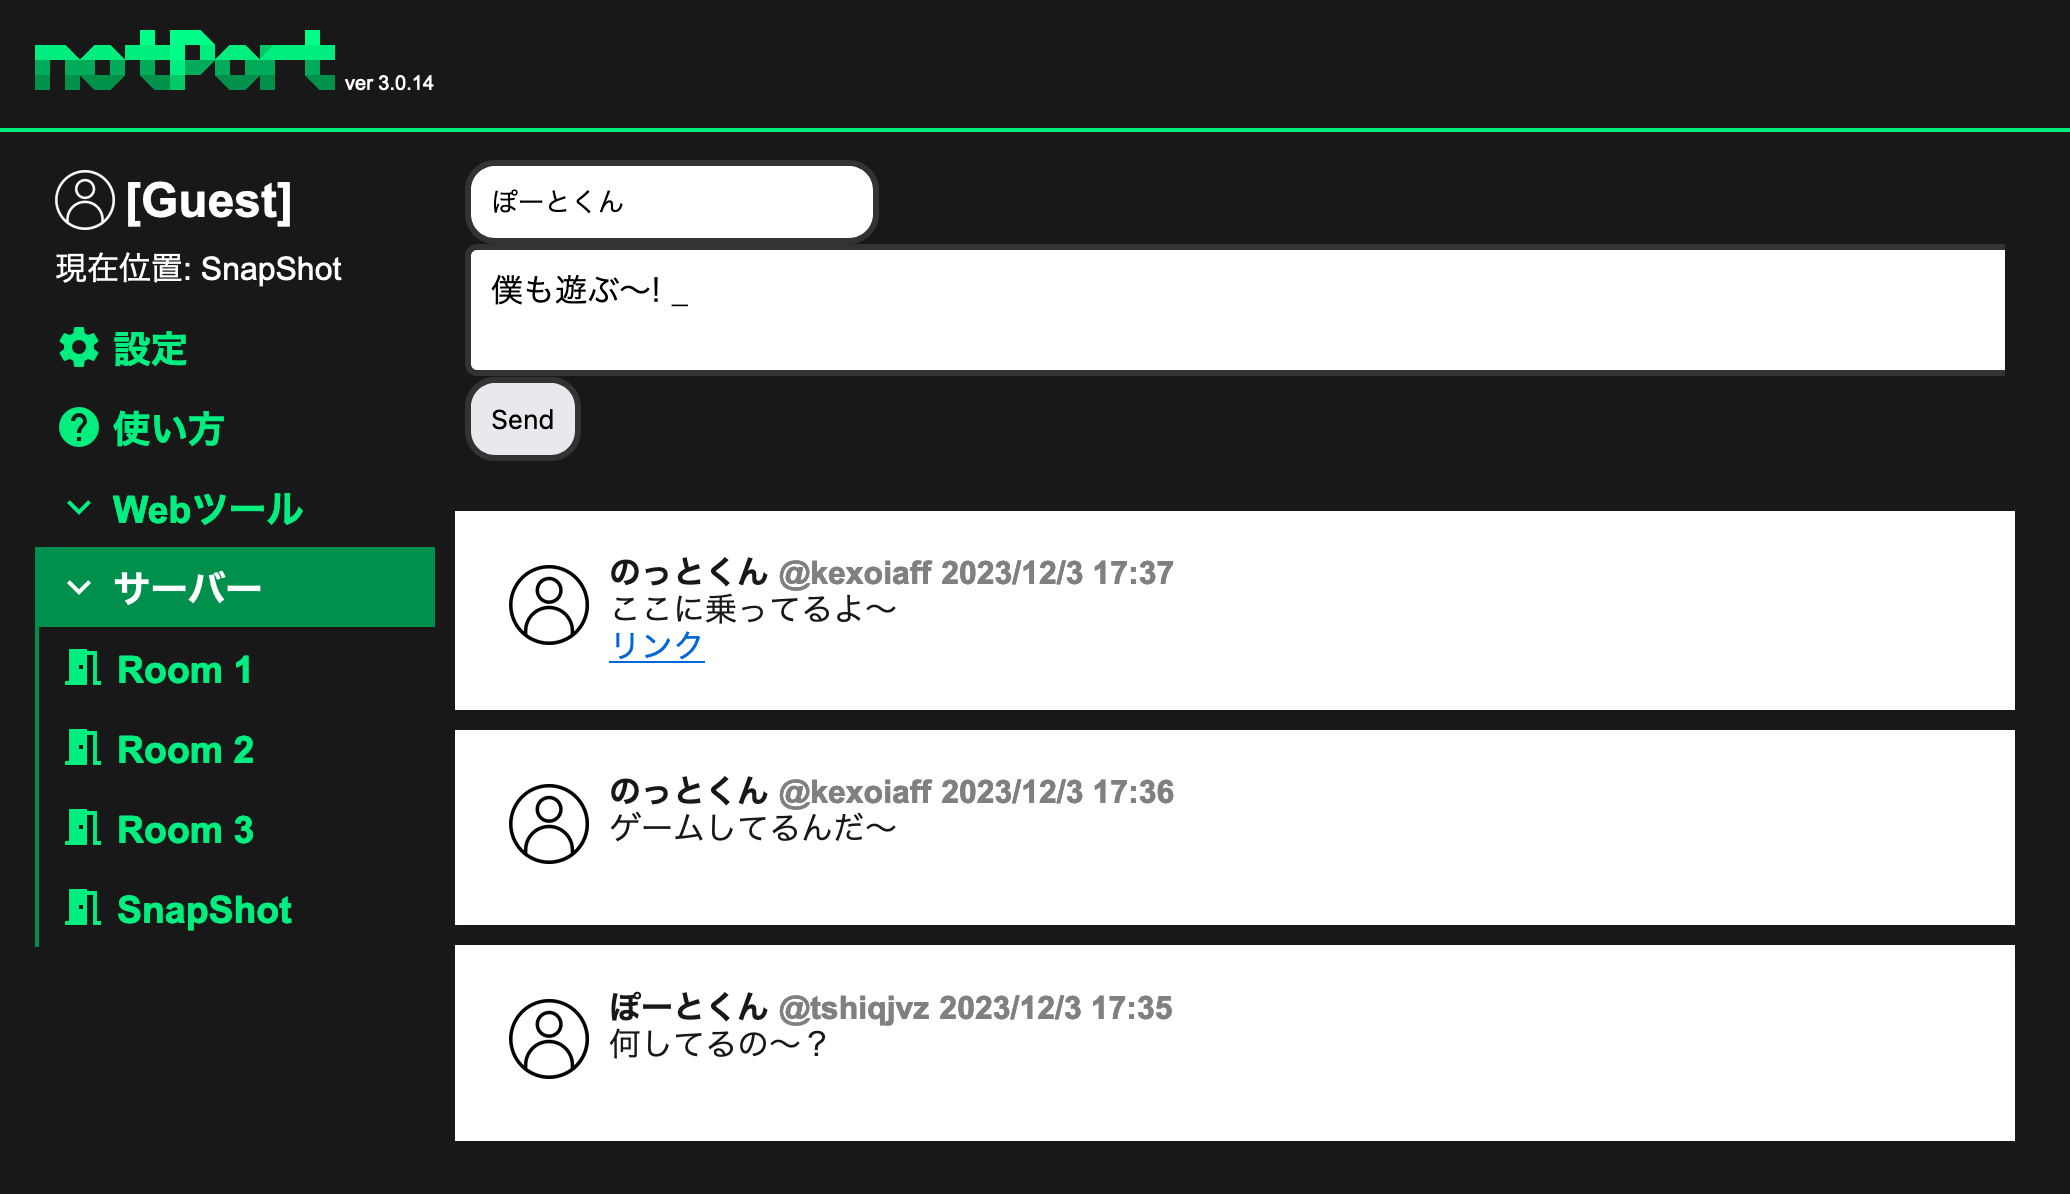 notPort ver 3.0.14
[Guest]
現在位置: SnapShot
設定
使い方
Webツール
サーバー
Room 1
Room 2
Room 3
SnapShot
ぽーとくん
僕も遊ぶ〜! _
Send
のっとくん @kexoiaff 2023/12/3 17:37
ここに乗ってるよ〜
リンク
のっとくん @kexoiaff 2023/12/3 17:36
ゲームしてるんだ〜
ぽーとくん @tshiqjvz 2023/12/3 17:35
何してるの〜？